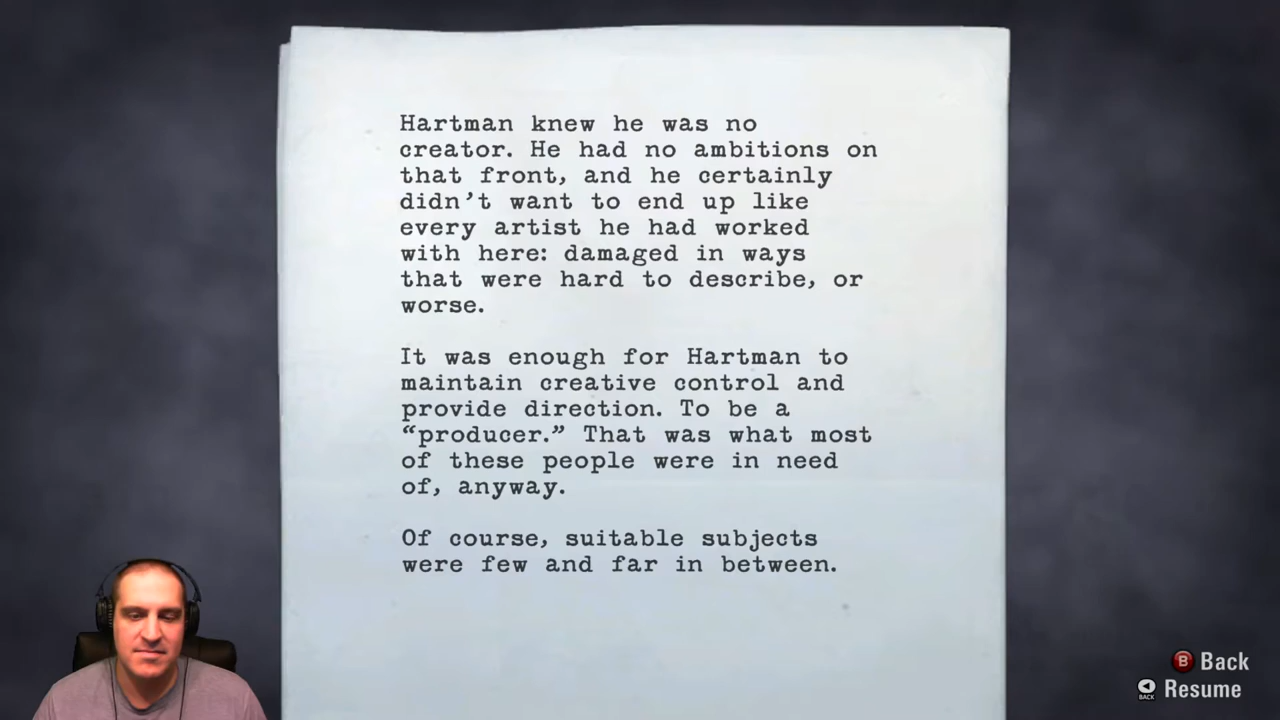 Hartman knew he was no
creator. He had no ambitions on
that front, and he certainly
didn’t want to end up like
every artist he had worked
with here: damaged in ways
that were hard to describe, or
worse.
It was enough for Hartman to
maintain creative control and
provide direction. To be a
“producer.” That was what most
of these people were in need
of, anyway.
Of course, suitable subjects
were few and far in between.
B Back
BACK Resume